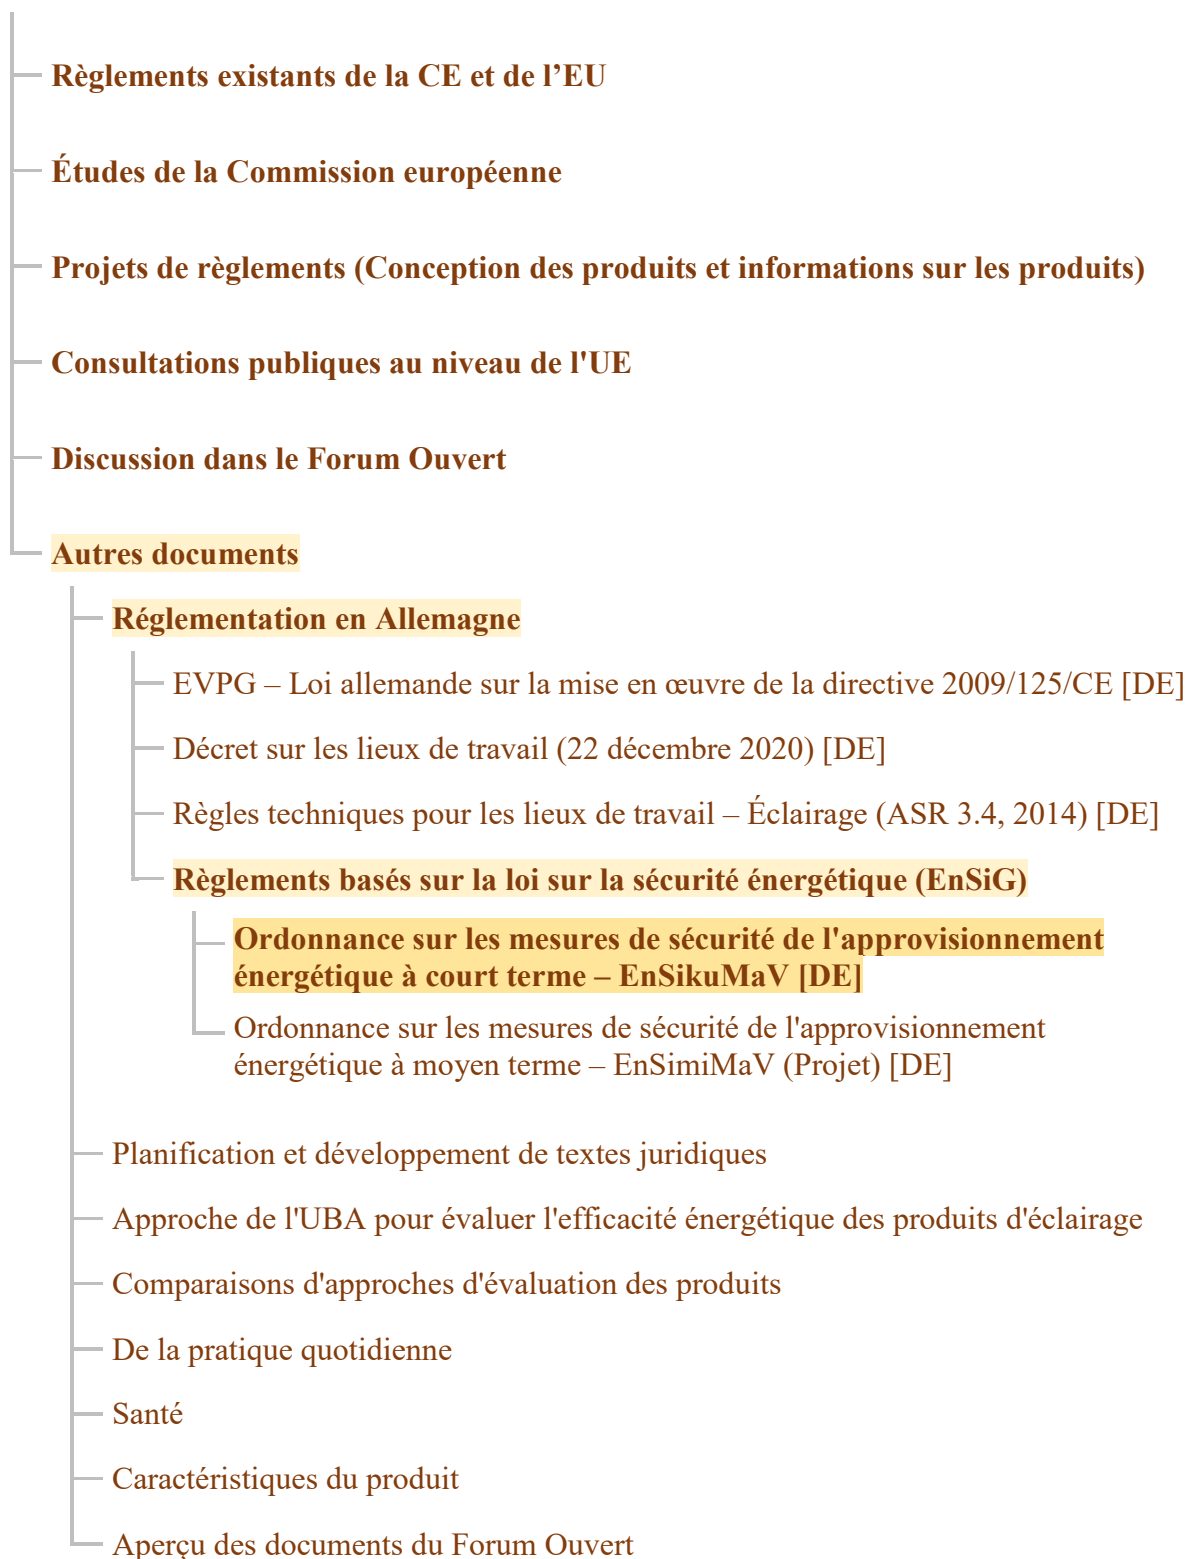 Règlements existants de la CE et de l’EU
Études de la Commission européenne
Projets de règlements (Conception des produits et informations sur les produits)
Consultations publiques au niveau de l'UE
Discussion dans le Forum Ouvert
Autres documents
Réglementation en Allemagne
EVPG – Loi allemande sur la mise en œuvre de la directive 2009/125/CE [DE]
Décret sur les lieux de travail (22 décembre 2020) [DE]
Règles techniques pour les lieux de travail – Éclairage (ASR 3.4, 2014) [DE]
Règlements basés sur la loi sur la sécurité énergétique (EnSiG)
Ordonnance sur les mesures de sécurité de l'approvisionnement
énergétique à court terme – EnSikuMaV [DE]
Ordonnance sur les mesures de sécurité de l'approvisionnement
énergétique à moyen terme – EnSimiMaV (Projet) [DE]
Planification et développement de textes juridiques
Approche de l'UBA pour évaluer l'efficacité énergétique des produits d'éclairage
Comparaisons d'approches d'évaluation des produits
De la pratique quotidienne
Santé
Caractéristiques du produit
Aperçu des documents du Forum Ouvert